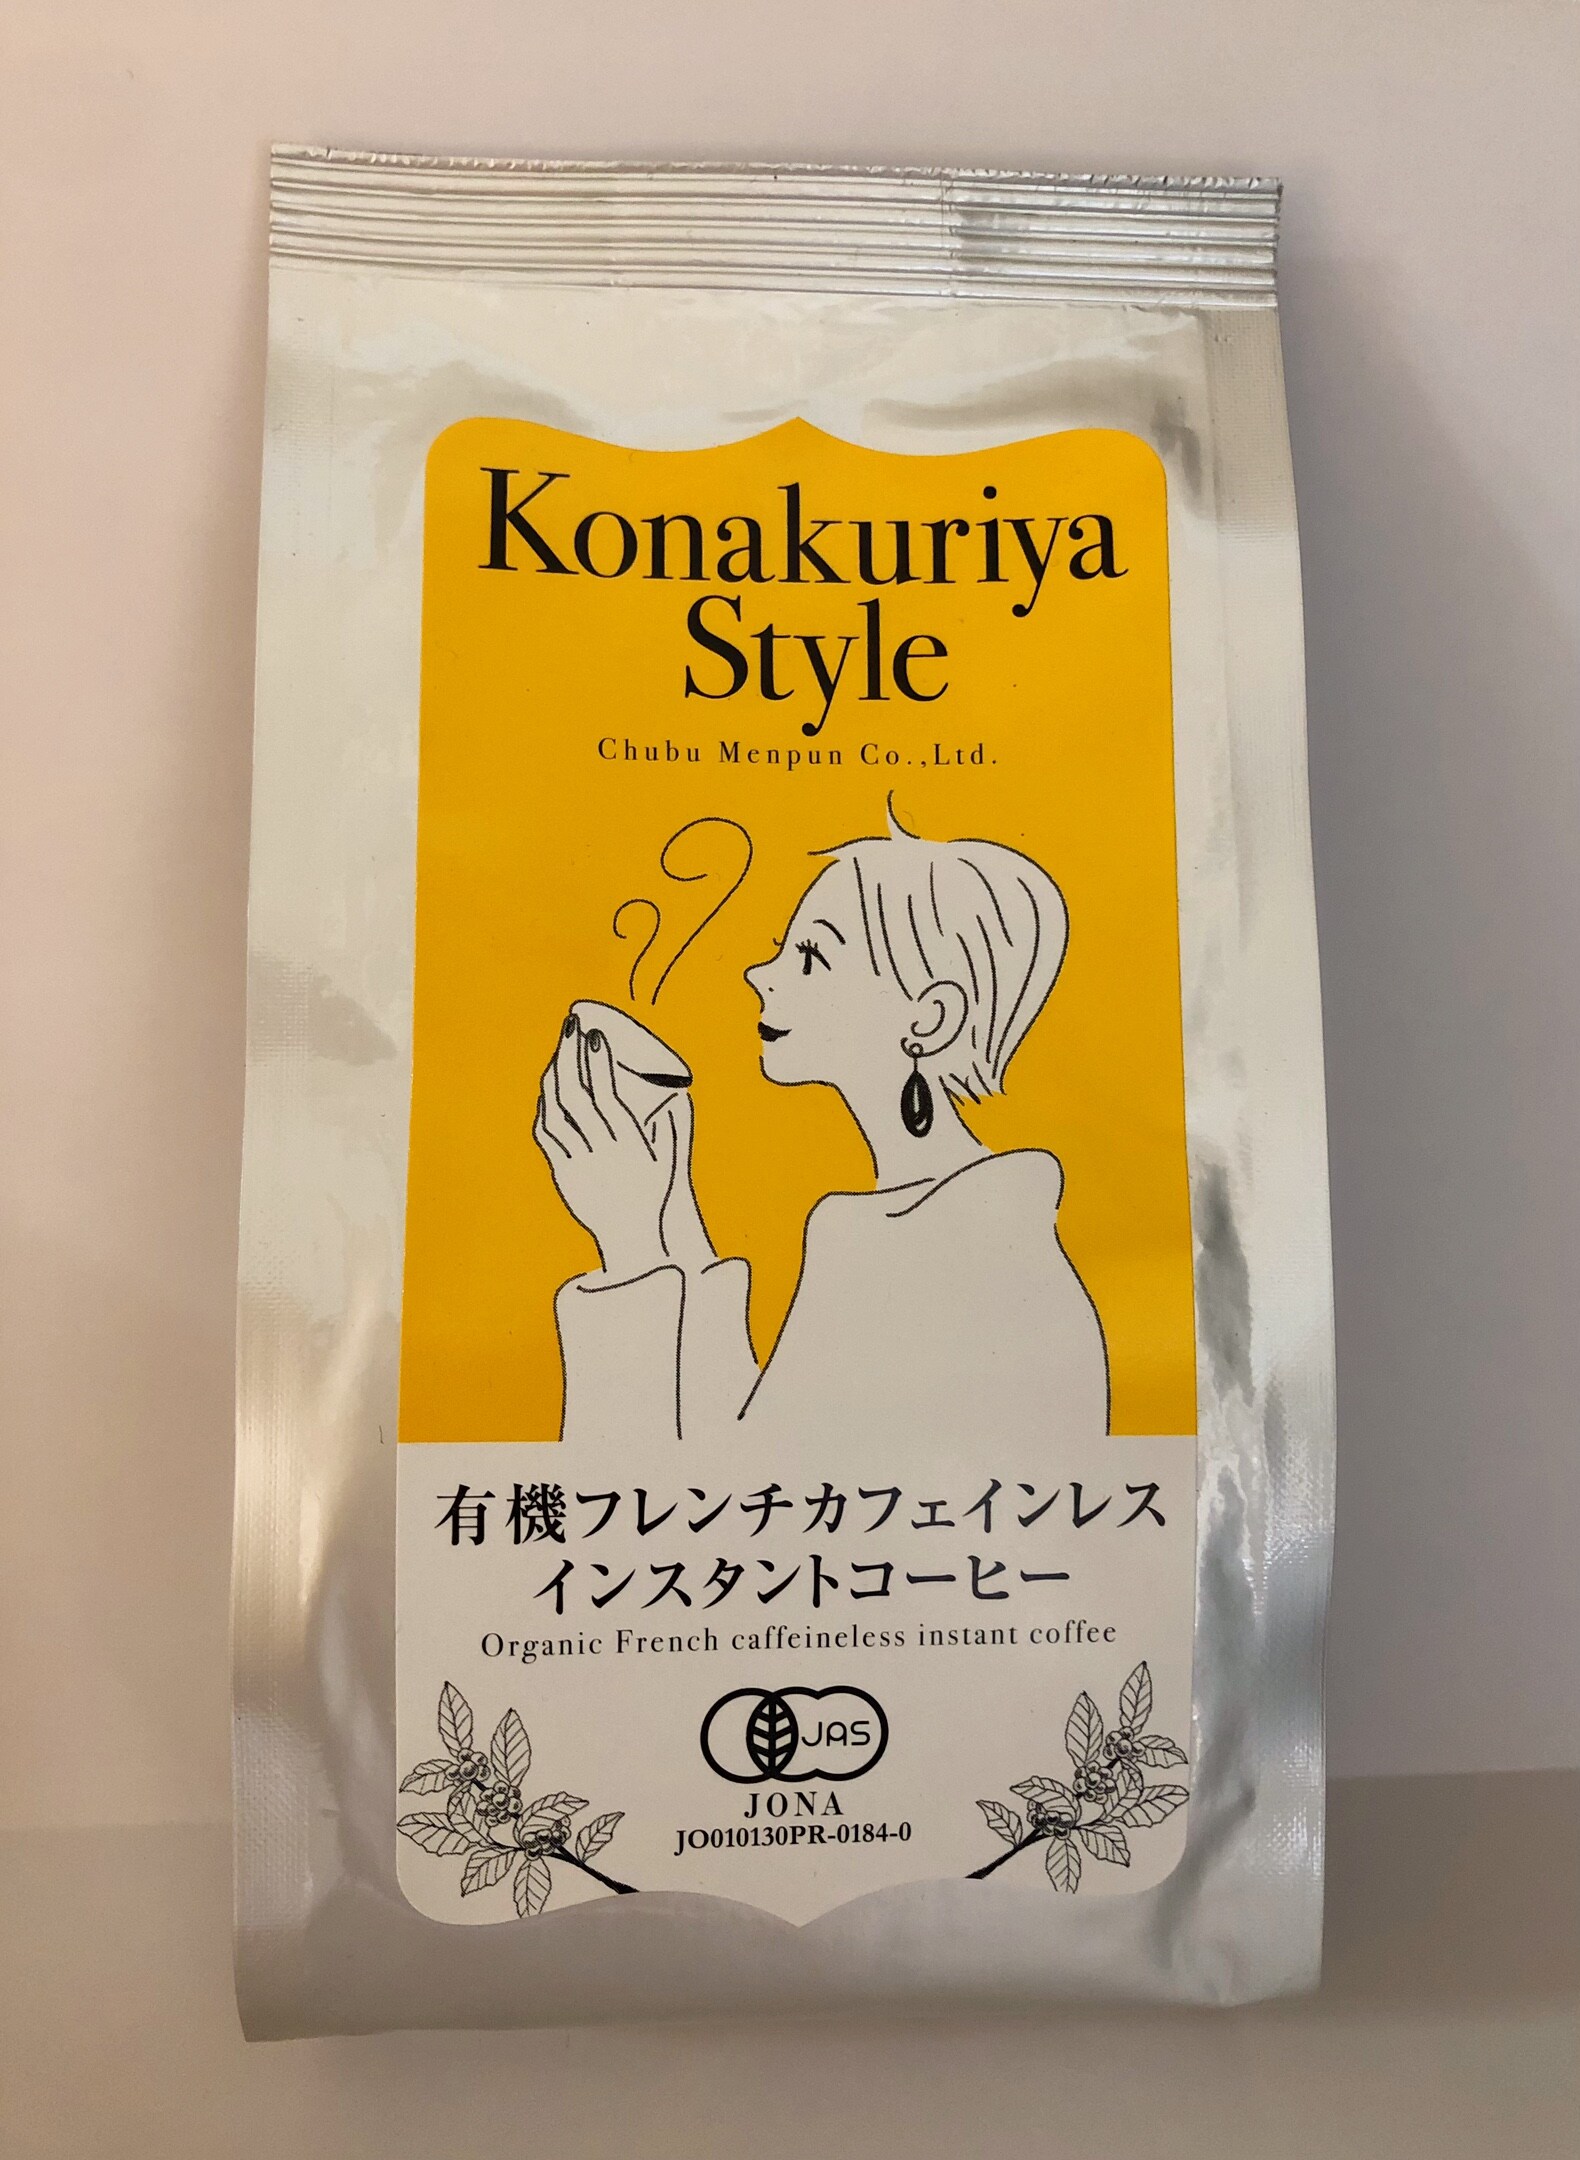 Konakuriya
Style
Chubu Menpun Co.,Ltd.
有機フレンチカフェインレス
インスタントコーヒー
Organic French caffeineless instant coffee
JAS
JONA
JO010130PR-0184-0